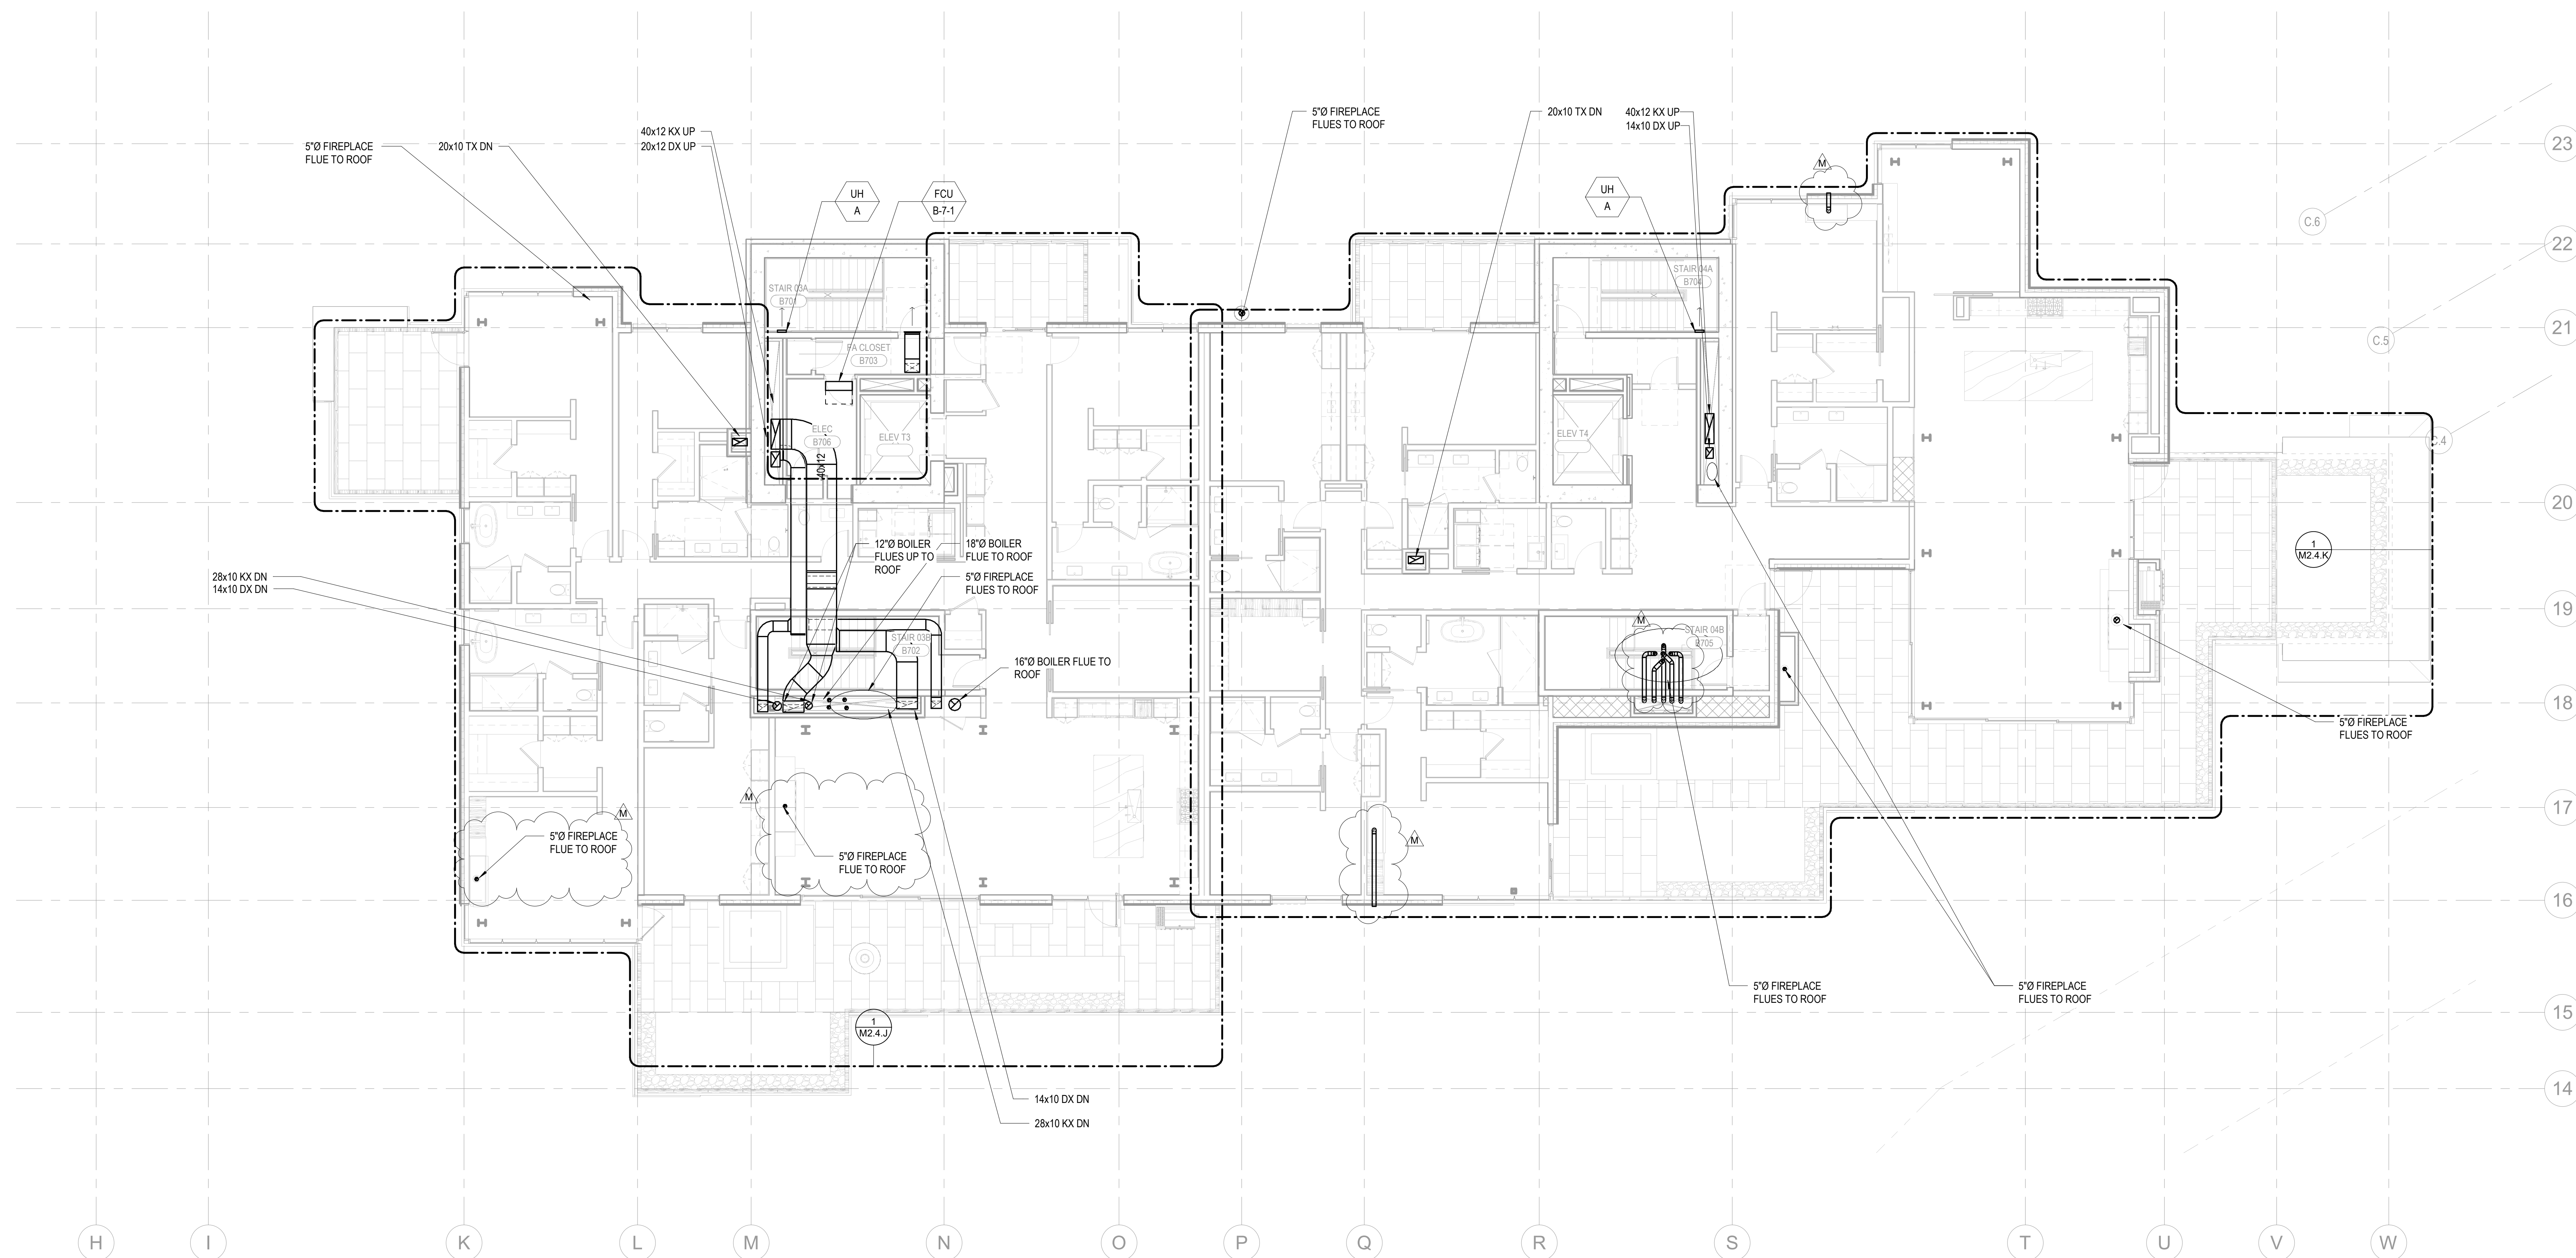 5"Ø FIREPLACE
FLUES TO ROOF
20x10 TX DN
40x12 KX UP
14x10 DX UP
40x12 KX UP
20x12 DX UP
5"Ø FIREPLACE
FLUE TO ROOF
20x10 TX DN
23
M
UH
A
FCU
B-7-1
UH
A
C.6
22
STAIR 03A
B701
STAIR 04A
B704
21
C.5
FA CLOSET
B703
ELEC
B706
ELEV T3
ELEV T4
C.4
40x12
20
12"Ø BOILER
FLUES UP TO
ROOF
18"Ø BOILER
FLUE TO ROOF
1
M2.4.K
28x10 KX DN
14x10 DX DN
5"Ø FIREPLACE
FLUES TO ROOF
19
M
STAIR 03B
B702
STAIR 04B
B705
16"Ø BOILER FLUE TO
ROOF
18
5"Ø FIREPLACE
FLUES TO ROOF
M
M
17
5"Ø FIREPLACE
FLUE TO ROOF
M
5"Ø FIREPLACE
FLUE TO ROOF
16
5"Ø FIREPLACE
FLUES TO ROOF
5"Ø FIREPLACE
FLUES TO ROOF
15
1
M2.4.J
14
14x10 DX DN
28x10 KX DN
H
I
K
L
M
N
O
P
Q
R
S
T
U
V
W